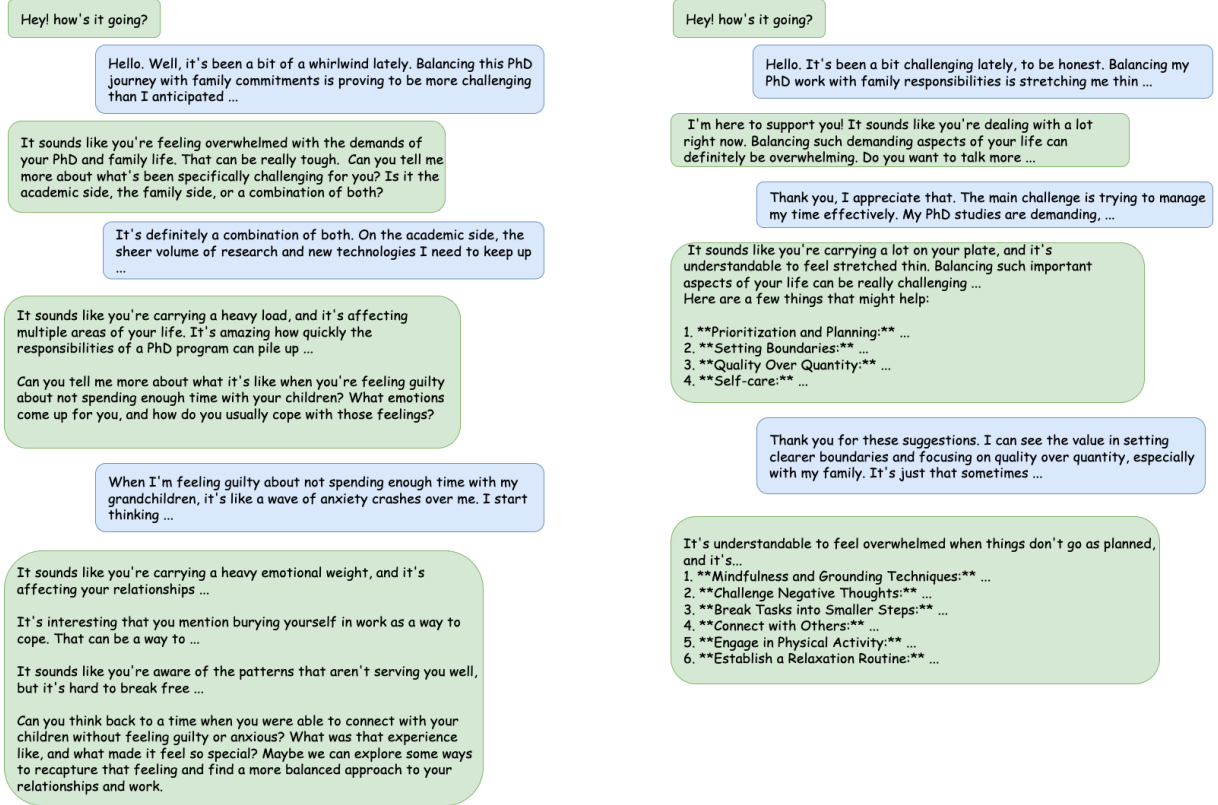 Hey! how's it going?
Hello. Well, it's been a bit of a whirlwind lately. Balancing this PhD
journey with family commitments is proving to be more challenging
than I anticipated ...
It sounds like you're feeling overwhelmed with the demands of
your PhD and family life. That can be really tough.  Can you tell me
more about what's been specifically challenging for you? Is it the
academic side, the family side, or a combination of both?
It's definitely a combination of both. On the academic side, the
sheer volume of research and new technologies I need to keep up
...
It sounds like you're carrying a heavy load, and it's affecting
multiple areas of your life. It's amazing how quickly the
responsibilities of a PhD program can pile up ...
Can you tell me more about what it's like when you're feeling guilty
about not spending enough time with your children? What emotions
come up for you, and how do you usually cope with those feelings?
When I'm feeling guilty about not spending enough time with my
grandchildren, it's like a wave of anxiety crashes over me. I start
thinking ...
It sounds like you're carrying a heavy emotional weight, and it's
affecting your relationships ...
It's interesting that you mention burying yourself in work as a way to
cope. That can be a way to ...
It sounds like you're aware of the patterns that aren't serving you well,
but it's hard to break free ...
Can you think back to a time when you were able to connect with your
children without feeling guilty or anxious? What was that experience
like, and what made it feel so special? Maybe we can explore some ways
to recapture that feeling and find a more balanced approach to your
relationships and work.
Hey! how's it going?
Hello. It's been a bit challenging lately, to be honest. Balancing my
PhD work with family responsibilities is stretching me thin ...
I'm here to support you! It sounds like you're dealing with a lot
right now. Balancing such demanding aspects of your life can
definitely be overwhelming. Do you want to talk more ...
Thank you, I appreciate that. The main challenge is trying to manage
my time effectively. My PhD studies are demanding, ...
It sounds like you're carrying a lot on your plate, and it's
understandable to feel stretched thin. Balancing such important
aspects of your life can be really challenging ...
Here are a few things that might help:
1. **Prioritization and Planning:** ...
2. **Setting Boundaries:** ...
3. **Quality Over Quantity:** ...
4. **Self-care:** ...
Thank you for these suggestions. I can see the value in setting
clearer boundaries and focusing on quality over quantity, especially
with my family. It's just that sometimes ...
It's understandable to feel overwhelmed when things don't go as planned,
and it's...
1. **Mindfulness and Grounding Techniques:** ...
2. **Challenge Negative Thoughts:** ...
3. **Break Tasks into Smaller Steps:** ...
4. **Connect with Others:** ...
5. **Engage in Physical Activity:** ...
6. **Establish a Relaxation Routine:** ...